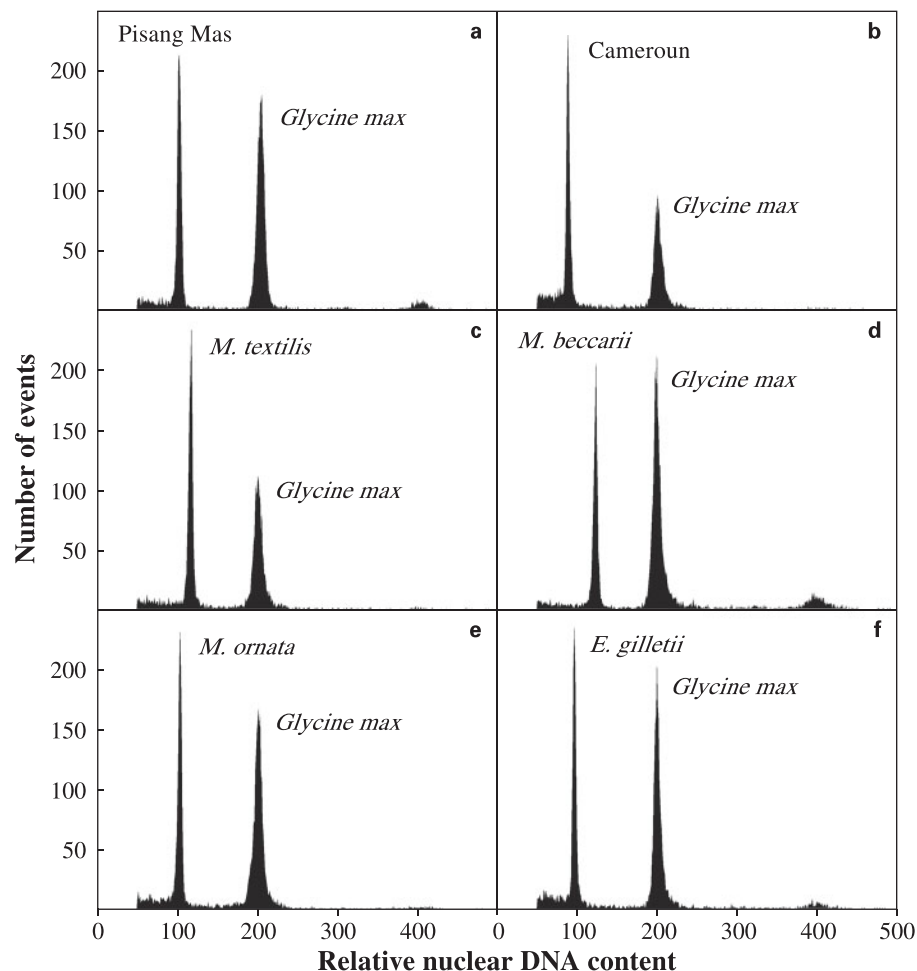 Pisang Mas
a
Glycine max
200
150
100
50
Cameroun
b
Glycine max
M. textilis
c
Glycine max
200
150
100
50
M. beccarii
d
Glycine max
M. ornata
e
Glycine max
200
150
100
50
E. gilletii
f
Glycine max
Number of events
0 100 200 300 400 0 100 200 300 400 500
Relative nuclear DNA content